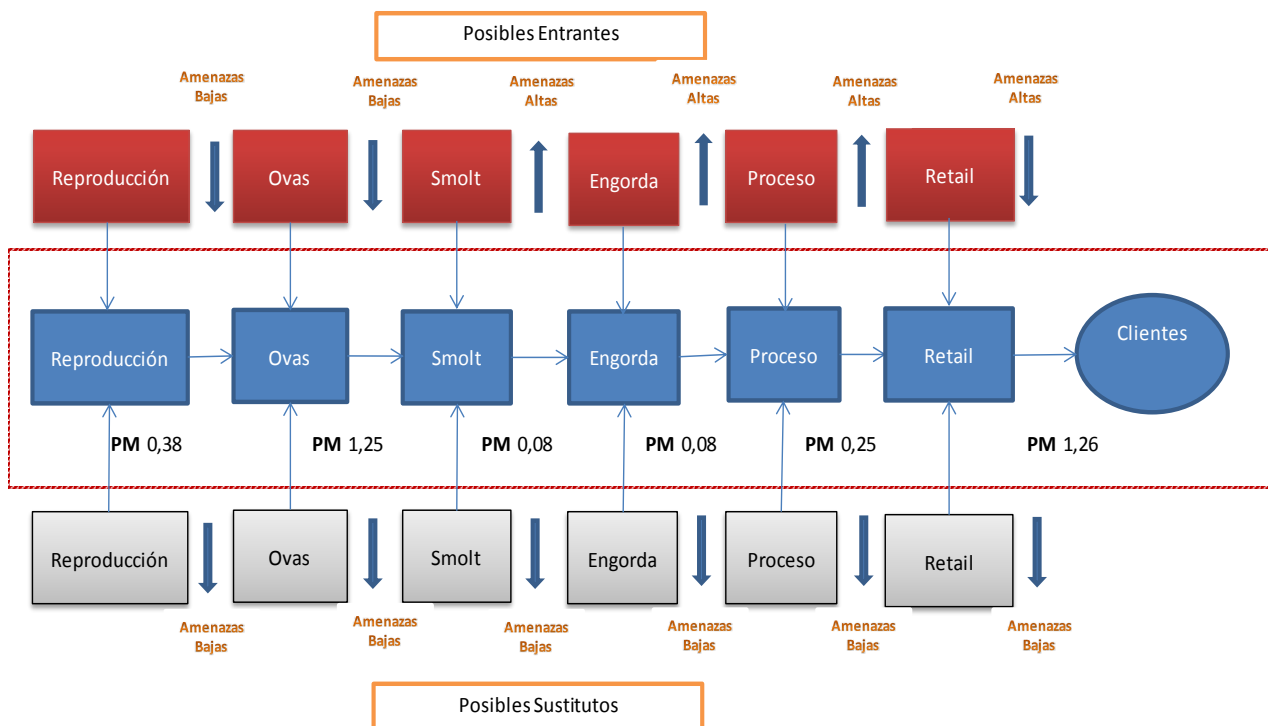 Posibles Entrantes
Amenazas
Bajas
Amenazas
Bajas
Amenazas
Altas
Amenazas
Altas
Amenazas
Altas
Amenazas
Altas
Reproducción
Ovas
Smolt
Engorda
Proceso
Retail
Reproducción
Ovas
Smolt
Engorda
Proceso
Retail
Clientes
PM 0,38
PM 1,25
PM 0,08
PM 0,08
PM 0,25
PM 1,26
Reproducción
Ovas
Smolt
Engorda
Proceso
Retail
Amenazas
Bajas
Amenazas
Bajas
Amenazas
Bajas
Amenazas
Bajas
Amenazas
Bajas
Amenazas
Bajas
Posibles Sustitutos